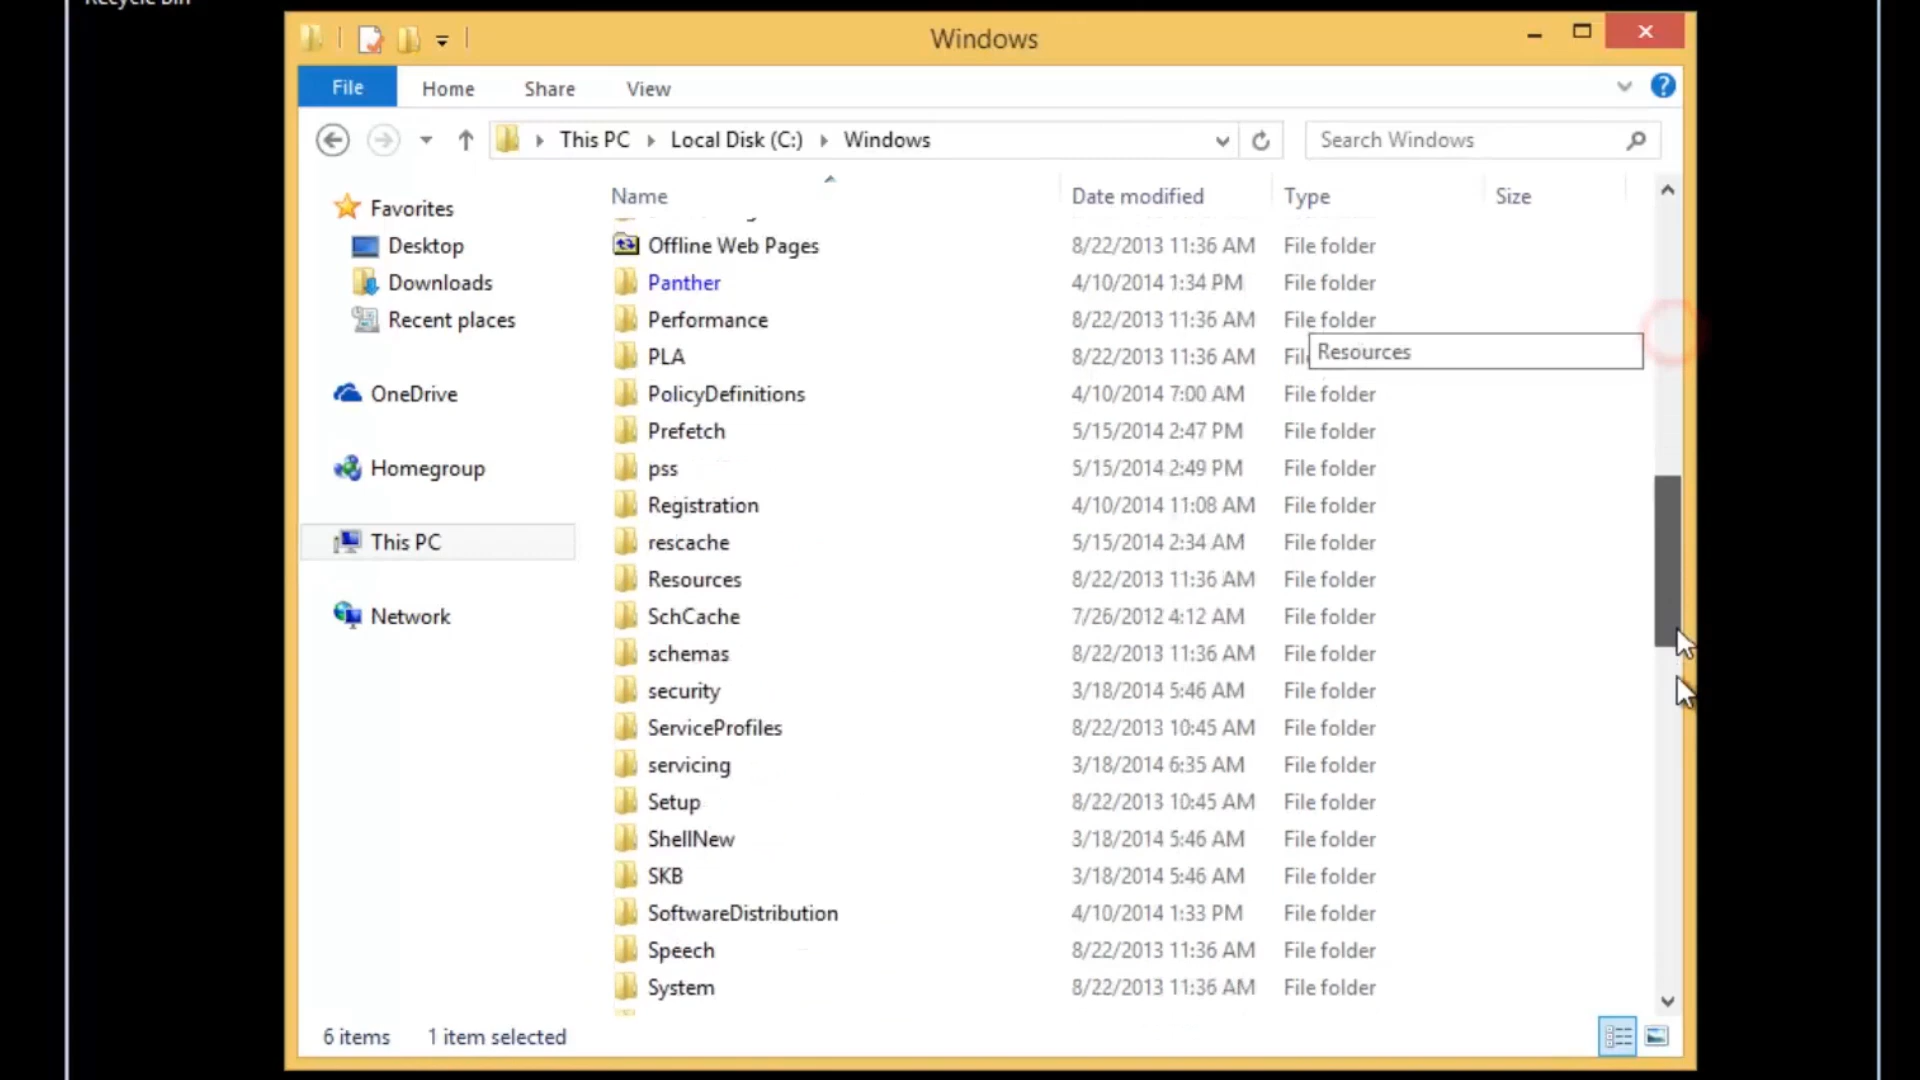 Recycle Bin
Windows
File Home Share View
This PC Local Disk (C:) Windows Search Windows
Name Date modified Type Size
Favorites
Desktop
Downloads
Recent places
OneDrive
Homegroup
This PC
Network
Offline Web Pages 8/22/2013 11:36 AM File folder
Panther 4/10/2014 1:34 PM File folder
Performance 8/22/2013 11:36 AM File folder
PLA 8/22/2013 11:36 AM Fil
Resources
PolicyDefinitions 4/10/2014 7:00 AM File folder
Prefetch 5/15/2014 2:47 PM File folder
pss 5/15/2014 2:49 PM File folder
Registration 4/10/2014 11:08 AM File folder
rescache 5/15/2014 2:34 AM File folder
Resources 8/22/2013 11:36 AM File folder
SchCache 7/26/2012 4:12 AM File folder
schemas 8/22/2013 11:36 AM File folder
security 3/18/2014 5:46 AM File folder
ServiceProfiles 8/22/2013 10:45 AM File folder
servicing 3/18/2014 6:35 AM File folder
Setup 8/22/2013 10:45 AM File folder
ShellNew 3/18/2014 5:46 AM File folder
SKB 3/18/2014 5:46 AM File folder
SoftwareDistribution 4/10/2014 1:33 PM File folder
Speech 8/22/2013 11:36 AM File folder
System 8/22/2013 11:36 AM File folder
6 items 1 item selected